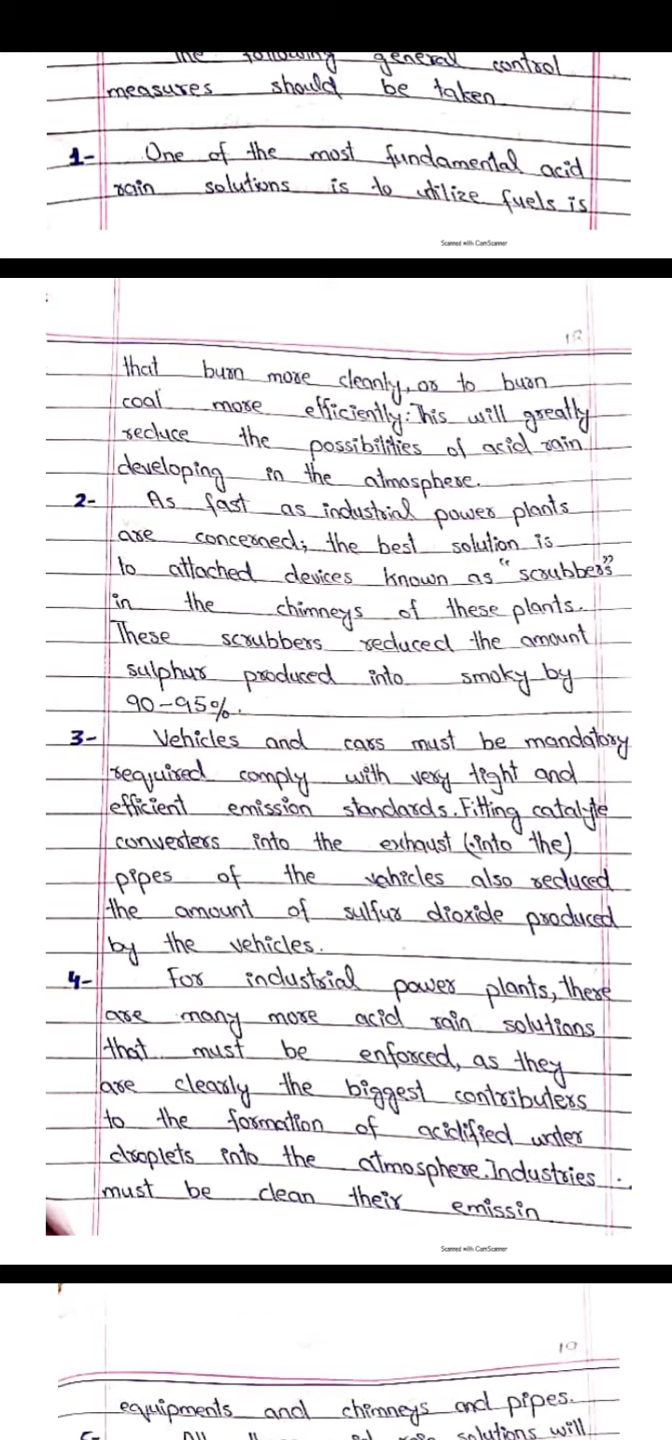 The following general control
measures should be taken
1- One of the most fundamental acid
rain solutions is to utilize fuels is
Scanned with CamScanner
18
that burn more cleanly, or to burn
coal more efficiently. This will greatly
reduce the possibilities of acid rain
developing in the atmosphere.
2- As fast as industrial power plants
are concerned; the best solution is
to attached devices known as "scrubbers"
in the chimneys of these plants.
These scrubbers reduced the amount
sulphur produced into smoky by
90-95%.
3- Vehicles and cars must be mandatory
required comply with very tight and
efficient emission standards. Fitting catalyte
converters into the exhaust (into the)
pipes of the vehicles also reduced
the amount of sulfur dioxide produced
by the vehicles.
4- For industrial power plants, there
are many more acid rain solutions
that must be enforced, as they
are clearly the biggest contributers
to the formation of acidified
droplets into the atmosphere. Industries
must be clean their emissin
Scanned with CamScanner
19
equipments and chimneys and pipes.
5- All rain solutions will